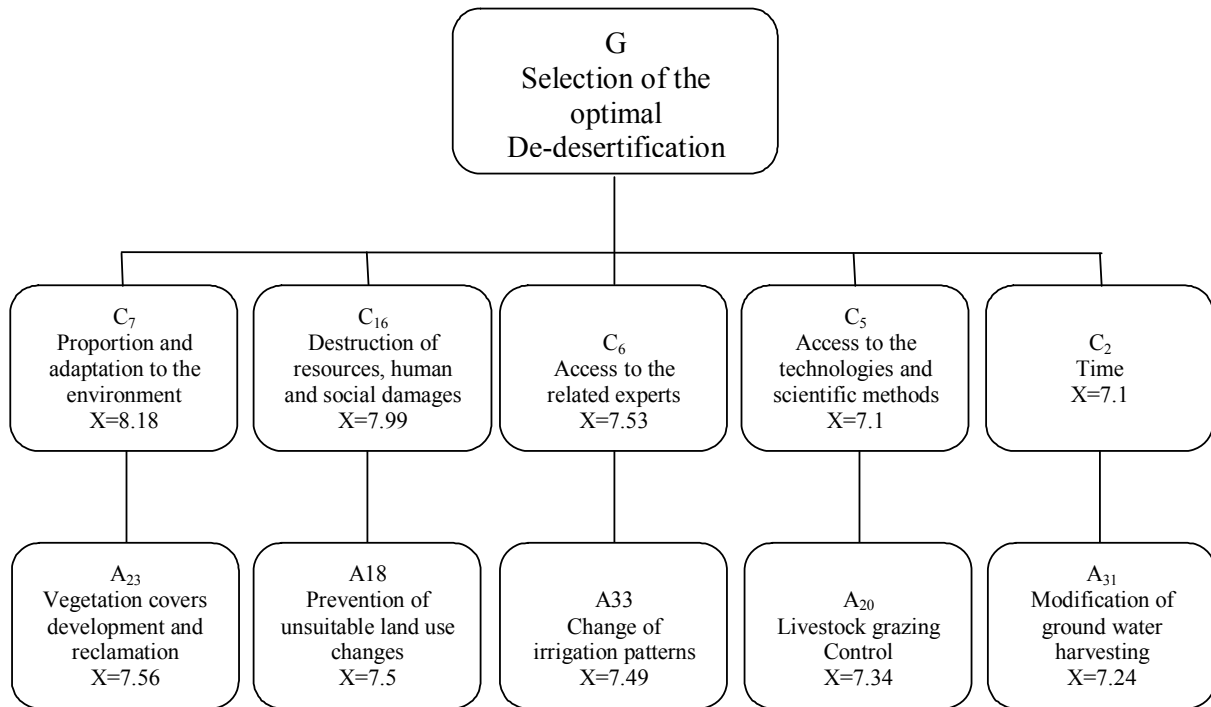 G
Selection of the
optimal
De-desertification
C₇
Proportion and
adaptation to the
environment
X=8.18
C₁₆
Destruction of
resources, human
and social damages
X=7.99
C₆
Access to the
related experts
X=7.53
C₅
Access to the
technologies and
scientific methods
X=7.1
C₂
Time
X=7.1
A₂₃
Vegetation covers
development and
reclamation
X=7.56
A18
Prevention of
unsuitable land use
changes
X=7.5
A33
Change of
irrigation patterns
X=7.49
A₂₀
Livestock grazing
Control
X=7.34
A₃₁
Modification of
ground water
harvesting
X=7.24